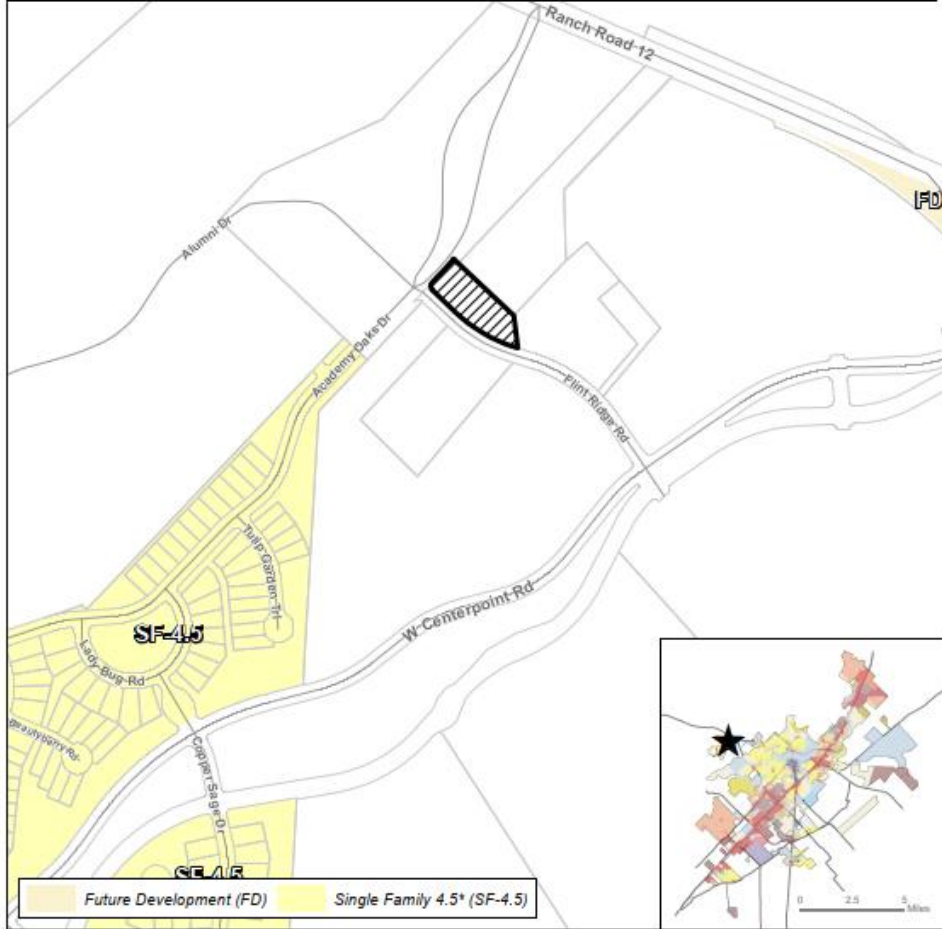 Ranch Road 12
FD
Alumni Dr
Academy Oaks Dr
Flint Ridge Rd
Tulip Garden Trl
W Centerpoint Rd
SF-4.5
Lady Bug Rd
Beautyberry Rd
Copper Sage Dr
SF-4.5
Future Development (FD)
Single Family 4.5* (SF-4.5)
0 2.5 5
Miles